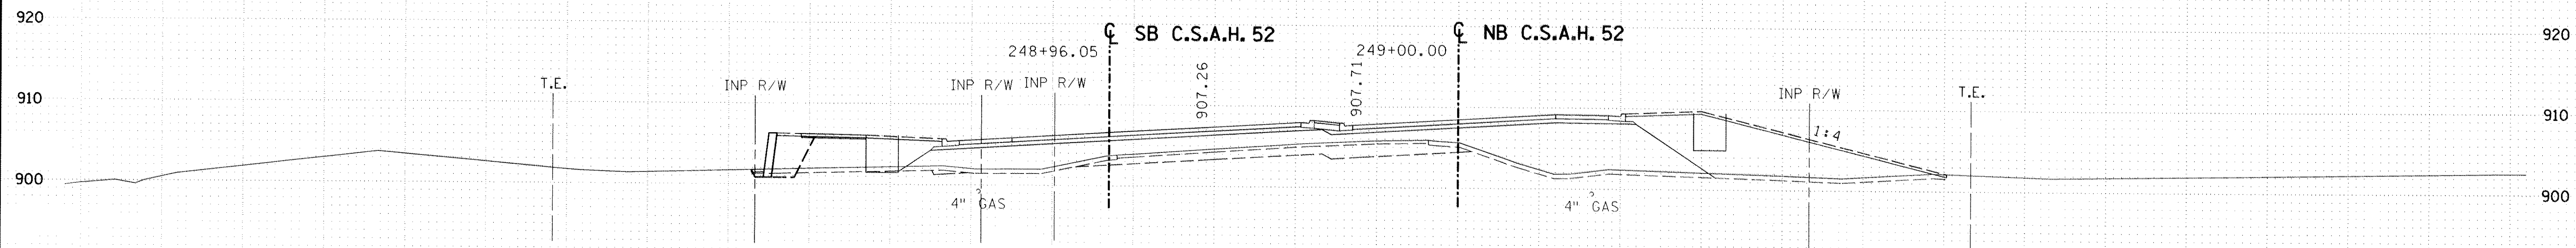 920
℄ SB C.S.A.H. 52
℄ NB C.S.A.H. 52
920
248+96.05
249+00.00
907.26
907.71
T.E.
INP R/W
INP R/W
INP R/W
INP R/W
T.E.
910
910
1:4
900
900
4" GAS
4" GAS